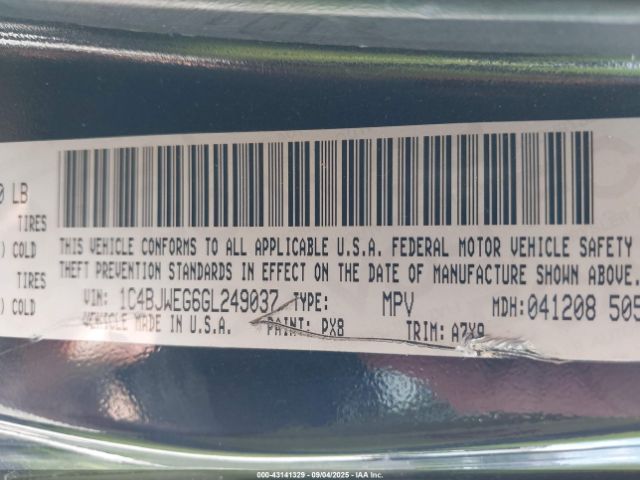 0 LB
TIRES
COLD
TIRES
COLD
THIS VEHICLE CONFORMS TO ALL APPLICABLE U.S.A. FEDERAL MOTOR VEHICLE SAFETY
THEFT PREVENTION STANDARDS IN EFFECT ON THE DATE OF MANUFACTURE SHOWN ABOVE.
VIN: 1C4BJWEG6GL249037 TYPE: MPV MDH: 041208 505
VEHICLE MADE IN U.S.A. PAINT: PX8 TRIM: A7X9
000-43141329 | 09/04/2025 - IAA Inc.